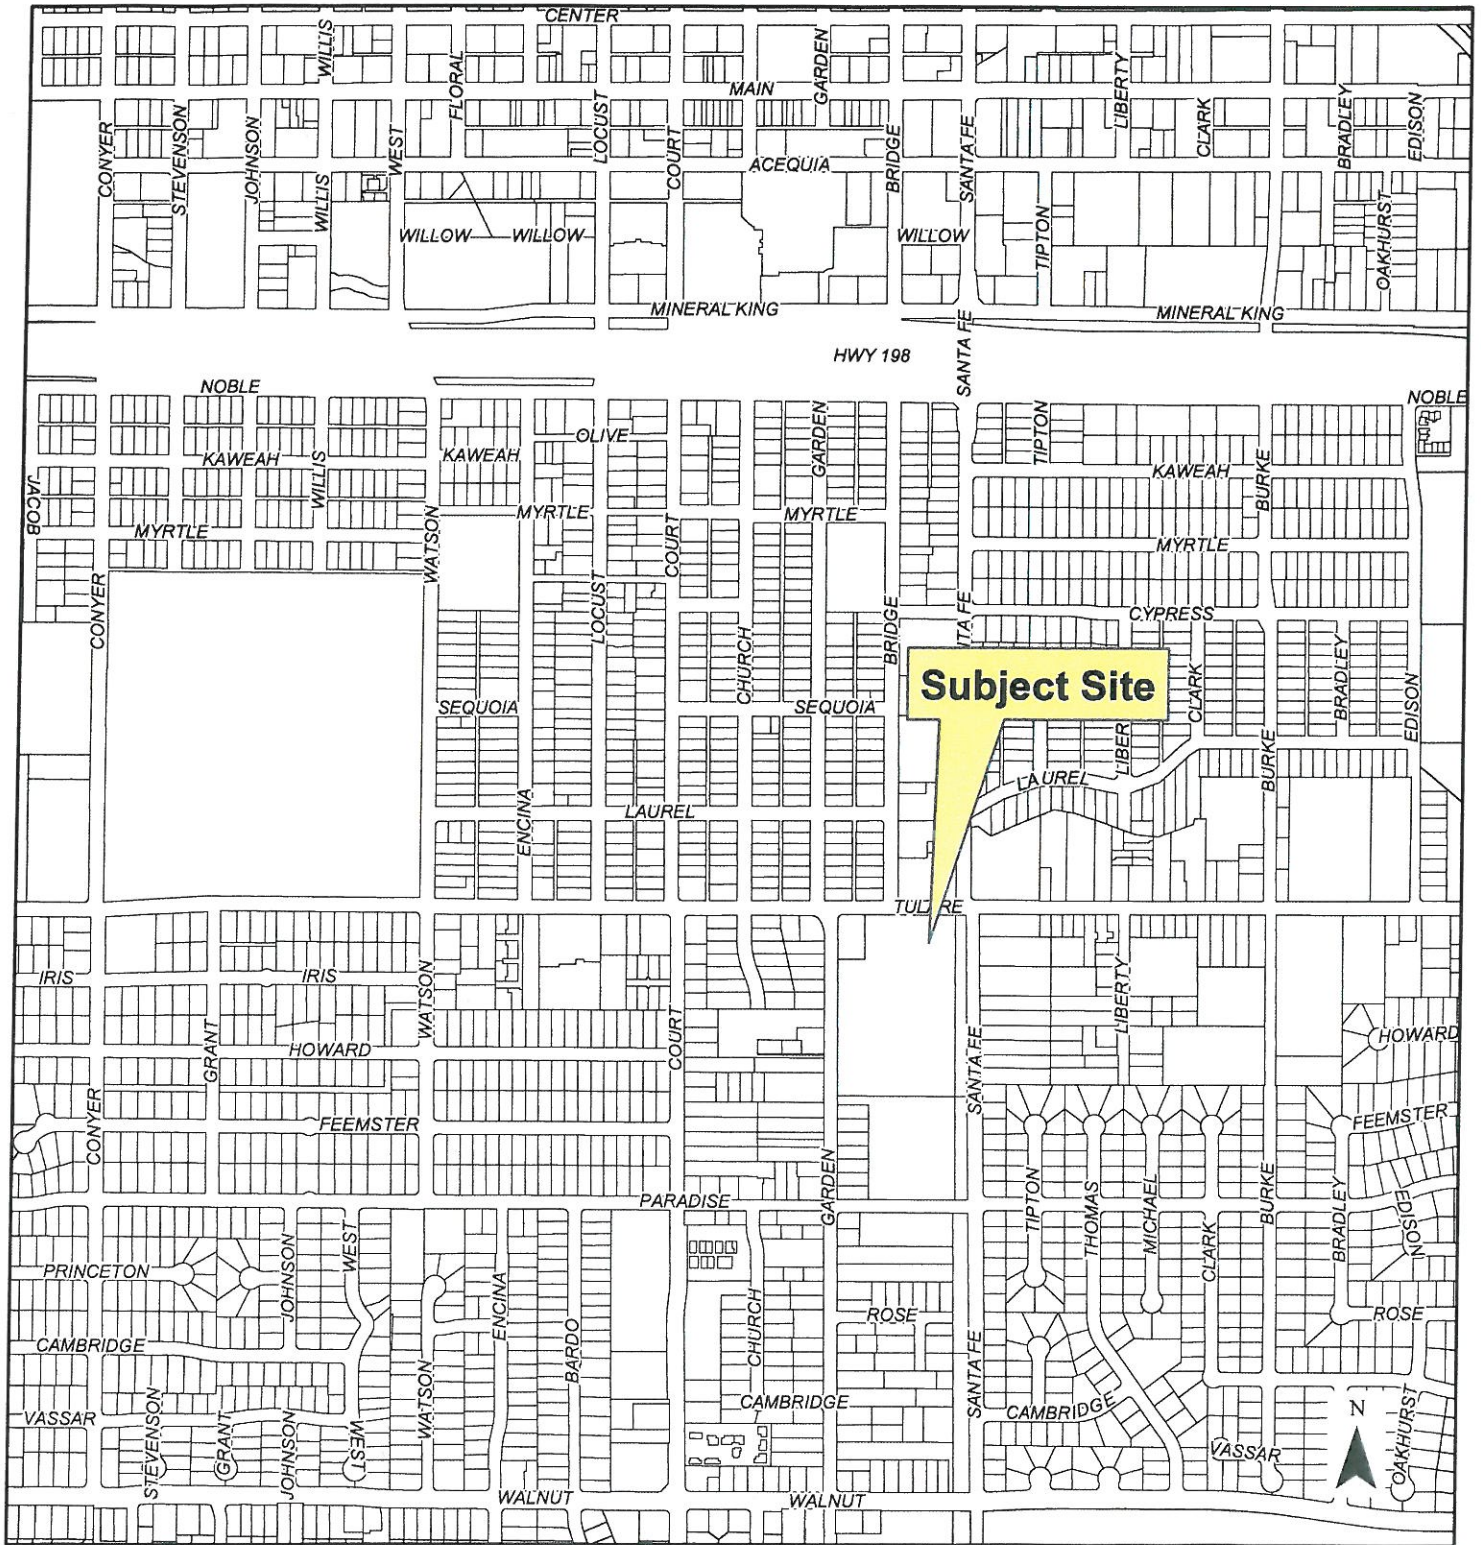 CENTER
WILLIS
FLORAL
GARDEN
MAIN
LIBERTY
CONYER
STEVENSON
JOHNSON
WEST
LOCUST
COURT
BRIDGE
SANTA FE
CLARK
BRADLEY
EDISON
ACEQUIA
WILLIS
TIPTON
OAKHURST
WILLOW
WILLOW
WILLOW
MINERAL KING
MINERAL KING
SANTA FE
HWY 198
NOBLE
NOBLE
GARDEN
TIPTON
OLIVE
KAWEAH
KAWEAH
KAWEAH
BURKE
JACOB
WILLIS
MYRTLE
MYRTLE
MYRTLE
MYRTLE
WATSON
COURT
CONYER
LOCUST
BRIDGE
CYPRESS
CHURCH
Subject Site
CLARK
BRADLEY
EDISON
SEQUOIA
SEQUOIA
BURKE
LAUREL
LAUREL
ENCINA
IRIS
IRIS
WATSON
LIBERTY
GRANT
HOWARD
HOWARD
COURT
SANTA FE
CONYER
FEEMSTER
FEEMSTER
PARADISE
GARDEN
TIPTON
THOMAS
MICHAEL
CLARK
BURKE
BRADLEY
EDISON
PRINCETON
JOHNSON
WEST
ENCINA
BARDO
CHURCH
ROSE
ROSE
CAMBRIDGE
WATSON
SANTA FE
CAMBRIDGE
CAMBRIDGE
VASSAR
STEVENSON
GRANT
JOHNSON
WEST
N
VASSAR
OAKHURST
WALNUT
WALNUT